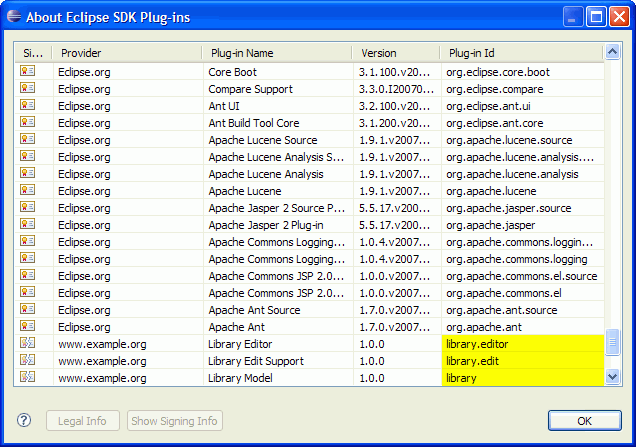 About Eclipse SDK Plug-ins
Si... Provider Plug-in Name Version Plug-in Id
Eclipse.org Core Boot 3.1.100.v20... org.eclipse.core.boot
Eclipse.org Compare Support 3.3.0.I20070... org.eclipse.compare
Eclipse.org Ant UI 3.2.100.v20... org.eclipse.ant.ui
Eclipse.org Ant Build Tool Core 3.1.200.v20... org.eclipse.ant.core
Eclipse.org Apache Lucene Source 1.9.1.v2007... org.apache.lucene.source
Eclipse.org Apache Lucene Analysis S... 1.9.1.v2007... org.apache.lucene.analysis....
Eclipse.org Apache Lucene Analysis 1.9.1.v2007... org.apache.lucene.analysis
Eclipse.org Apache Lucene 1.9.1.v2007... org.apache.lucene
Eclipse.org Apache Jasper 2 Source P... 5.5.17.v200... org.apache.jasper.source
Eclipse.org Apache Jasper 2 Plug-in 5.5.17.v200... org.apache.jasper
Eclipse.org Apache Commons Logging... 1.0.4.v2007... org.apache.commons.loggin...
Eclipse.org Apache Commons Logging... 1.0.4.v2007... org.apache.commons.logging
Eclipse.org Apache Commons JSP 2.0... 1.0.0.v2007... org.apache.commons.el.source
Eclipse.org Apache Commons JSP 2.0... 1.0.0.v2007... org.apache.commons.el
Eclipse.org Apache Ant Source 1.7.0.v2007... org.apache.ant.source
Eclipse.org Apache Ant 1.7.0.v2007... org.apache.ant
www.example.org Library Editor 1.0.0 library.editor
www.example.org Library Edit Support 1.0.0 library.edit
www.example.org Library Model 1.0.0 library
? Legal Info Show Signing Info OK